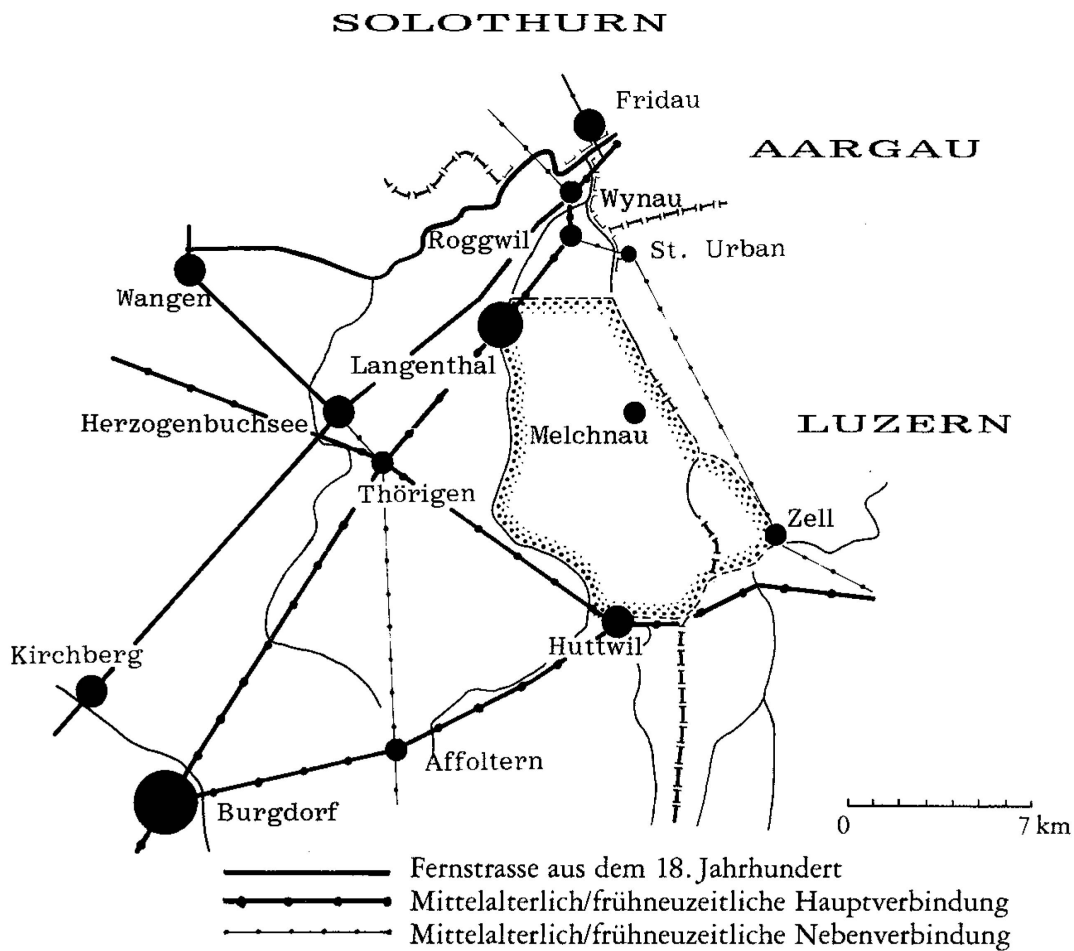 SOLOTHURN
Fridau
AARGAU
Wynau
Roggwil
St. Urban
Wangen
Langenthal
Herzogenbuchsee
Melchnau
LUZERN
Thörigen
Zell
Kirchberg
Huttwil
Affoltern
Burgdorf
0 7 km
Fernstrasse aus dem 18. Jahrhundert
Mittelalterlich/frühneuzeitliche Hauptverbindung
Mittelalterlich/frühneuzeitliche Nebenverbindung